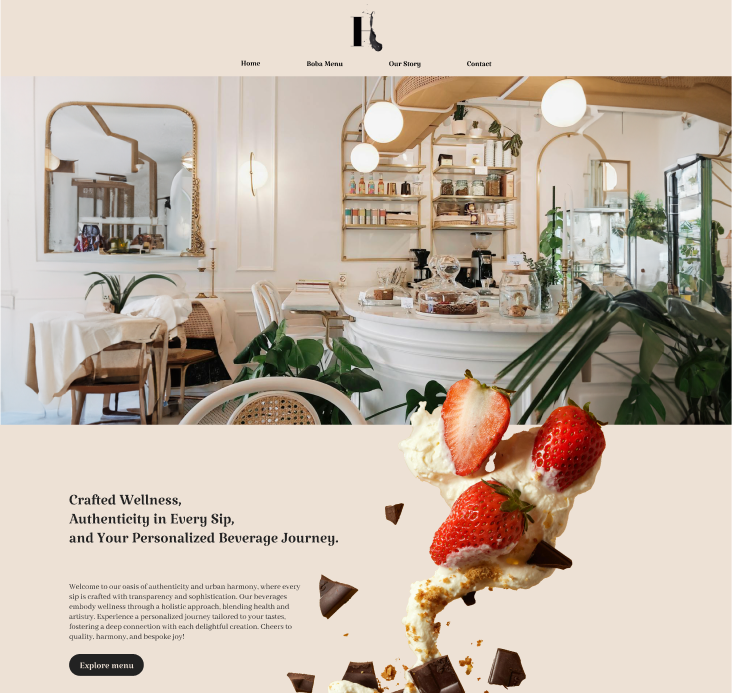 Home Boba Menu Our Story Contact
Crafted Wellness,
Authenticity in Every Sip,
and Your Personalized Beverage Journey.
Welcome to our oasis of authenticity and urban harmony, where every
sip is crafted with transparency and sophistication. Our beverages
embody wellness through a holistic approach, blending health and
artistry. Experience a personalized journey tailored to your tastes,
fostering a deep connection with each delightful creation. Cheers to
quality, harmony, and bespoke joy!
Explore menu